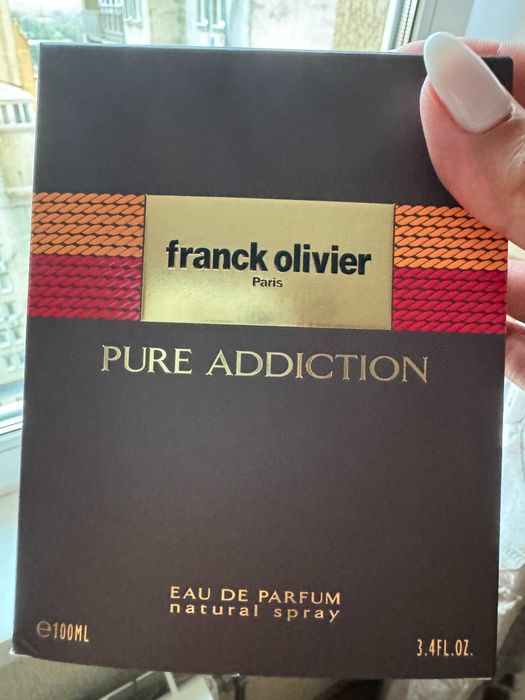 franck olivier
Paris
PURE ADDICTION
EAU DE PARFUM
natural spray
℮100ML
3.4FL.OZ.